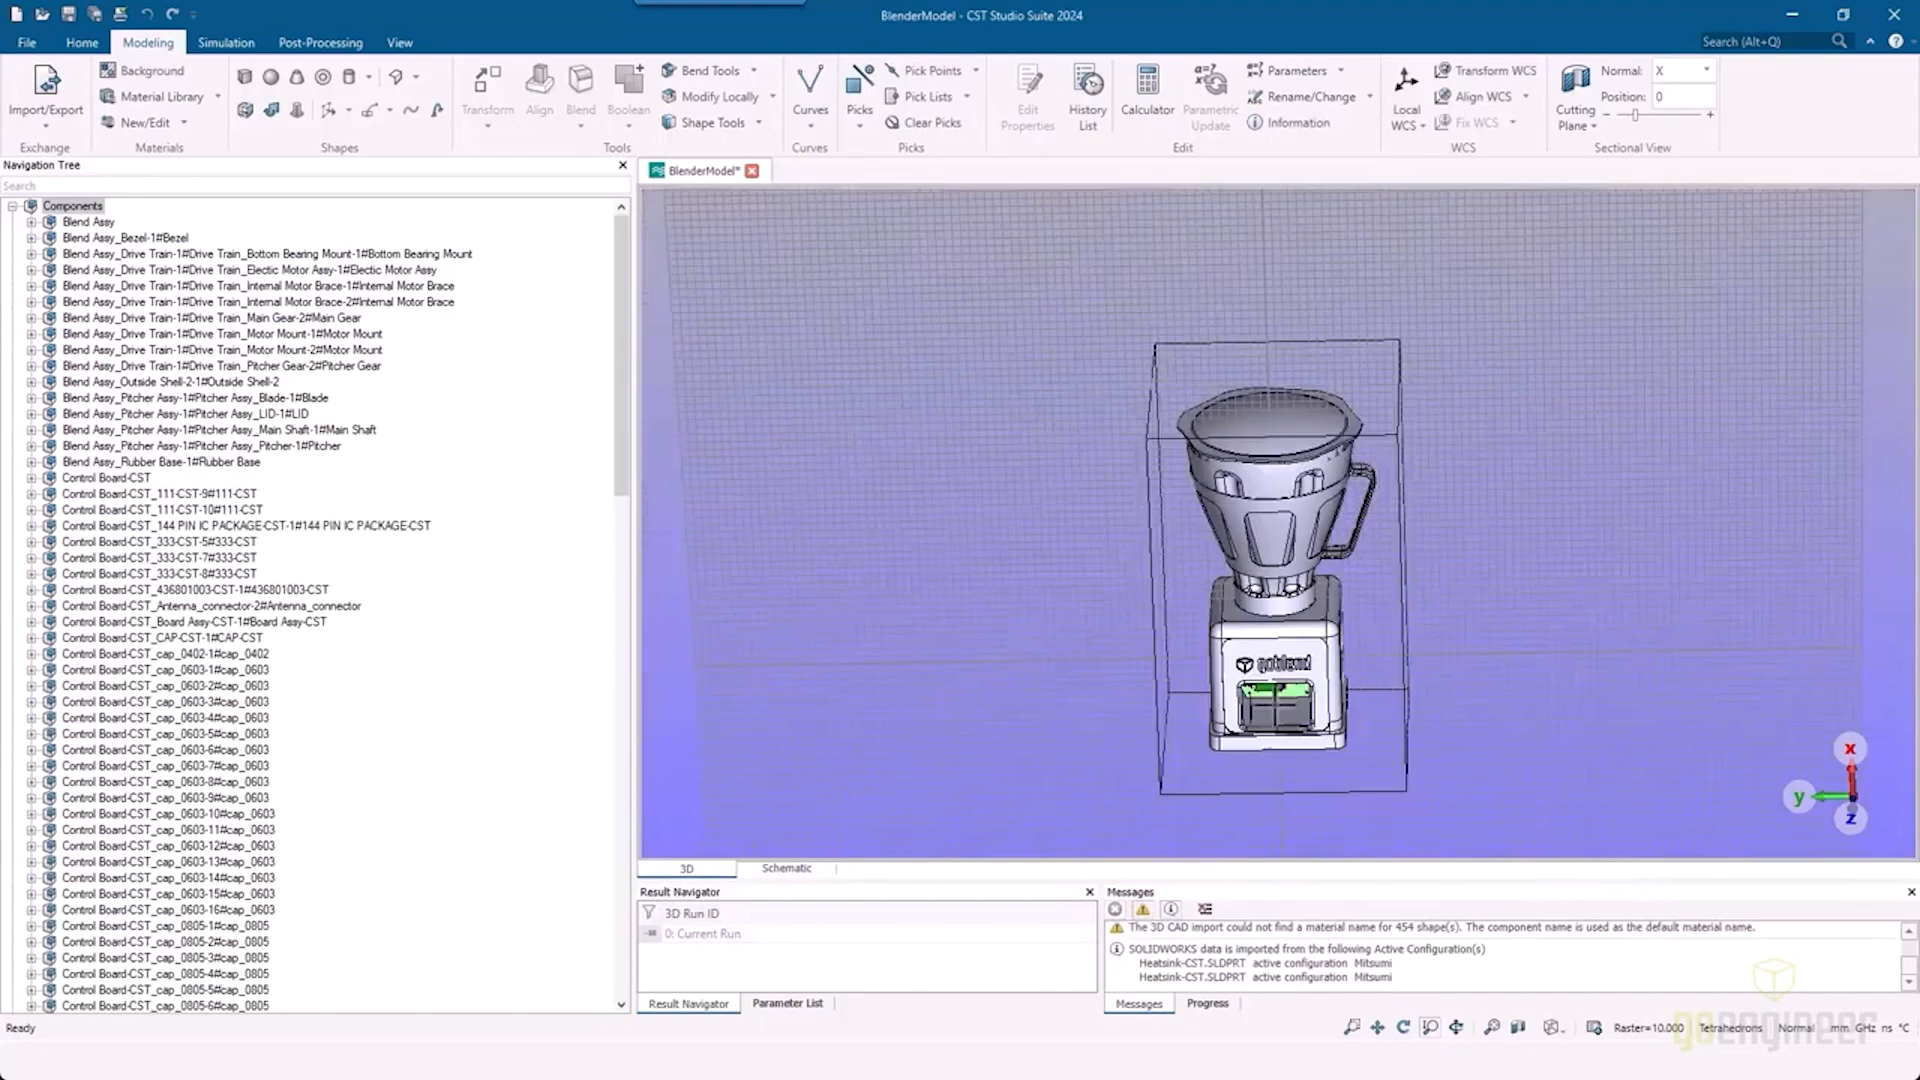 BlenderModel - CST Studio Suite 2024
File Home Modeling Simulation Post-Processing View
Search (Alt+Q)
Import/Export
Exchange
Background
Material Library
New/Edit
Materials
Shapes
Transform
Align
Blend
Boolean
Bend Tools
Modify Locally
Shape Tools
Tools
Curves
Curves
Picks
Pick Points
Pick Lists
Clear Picks
Picks
Edit Properties
History List
Calculator
Parametric Update
Parameters
Rename/Change
Information
Edit
Local WCS
Transform WCS
Align WCS
Fix WCS
WCS
Cutting Plane
Normal: X
Position: 0
Sectional View
Navigation Tree
Search
Components
Blend Assy
Blend Assy_Bezel-1#Bezel
Blend Assy_Drive Train-1#Drive Train_Bottom Bearing Mount-1#Bottom Bearing Mount
Blend Assy_Drive Train-1#Drive Train_Electic Motor Assy-1#Electic Motor Assy
Blend Assy_Drive Train-1#Drive Train_Internal Motor Brace-1#Internal Motor Brace
Blend Assy_Drive Train-1#Drive Train_Internal Motor Brace-2#Internal Motor Brace
Blend Assy_Drive Train-1#Drive Train_Main Gear-2#Main Gear
Blend Assy_Drive Train-1#Drive Train_Motor Mount-1#Motor Mount
Blend Assy_Drive Train-1#Drive Train_Motor Mount-2#Motor Mount
Blend Assy_Drive Train-1#Drive Train_Pitcher Gear-2#Pitcher Gear
Blend Assy_Outside Shell-2-1#Outside Shell-2
Blend Assy_Pitcher Assy-1#Pitcher Assy_Blade-1#Blade
Blend Assy_Pitcher Assy-1#Pitcher Assy_LID-1#LID
Blend Assy_Pitcher Assy-1#Pitcher Assy_Main Shaft-1#Main Shaft
Blend Assy_Pitcher Assy-1#Pitcher Assy_Pitcher-1#Pitcher
Blend Assy_Rubber Base-1#Rubber Base
Control Board-CST
Control Board-CST_111-CST-9#111-CST
Control Board-CST_111-CST-10#111-CST
Control Board-CST_144 PIN IC PACKAGE-CST-1#144 PIN IC PACKAGE-CST
Control Board-CST_333-CST-5#333-CST
Control Board-CST_333-CST-7#333-CST
Control Board-CST_333-CST-8#333-CST
Control Board-CST_436801003-CST-1#436801003-CST
Control Board-CST_Antenna_connector-2#Antenna_connector
Control Board-CST_Board Assy-CST-1#Board Assy-CST
Control Board-CST_CAP-CST-1#CAP-CST
Control Board-CST_cap_0402-1#cap_0402
Control Board-CST_cap_0603-1#cap_0603
Control Board-CST_cap_0603-2#cap_0603
Control Board-CST_cap_0603-3#cap_0603
Control Board-CST_cap_0603-4#cap_0603
Control Board-CST_cap_0603-5#cap_0603
Control Board-CST_cap_0603-6#cap_0603
Control Board-CST_cap_0603-7#cap_0603
Control Board-CST_cap_0603-8#cap_0603
Control Board-CST_cap_0603-9#cap_0603
Control Board-CST_cap_0603-10#cap_0603
Control Board-CST_cap_0603-11#cap_0603
Control Board-CST_cap_0603-12#cap_0603
Control Board-CST_cap_0603-13#cap_0603
Control Board-CST_cap_0603-14#cap_0603
Control Board-CST_cap_0603-15#cap_0603
Control Board-CST_cap_0603-16#cap_0603
Control Board-CST_cap_0805-1#cap_0805
Control Board-CST_cap_0805-2#cap_0805
Control Board-CST_cap_0805-3#cap_0805
Control Board-CST_cap_0805-4#cap_0805
Control Board-CST_cap_0805-5#cap_0805
Control Board-CST_cap_0805-6#cap_0805
BlenderModel*
goblend
x
y
z
3D Schematic
Result Navigator
3D Run ID
0: Current Run
Result Navigator Parameter List
Messages
The 3D CAD import could not find a material name for 454 shape(s). The component name is used as the default material name.
SOLIDWORKS data is imported from the following Active Configuration(s)
Heatsink-CST.SLDPRT active configuration Mitsumi
Heatsink-CST.SLDPRT active configuration Mitsumi
Messages Progress
Ready
Raster=10.000 Tetrahedrons Normal mm GHz ns °C
goengineer